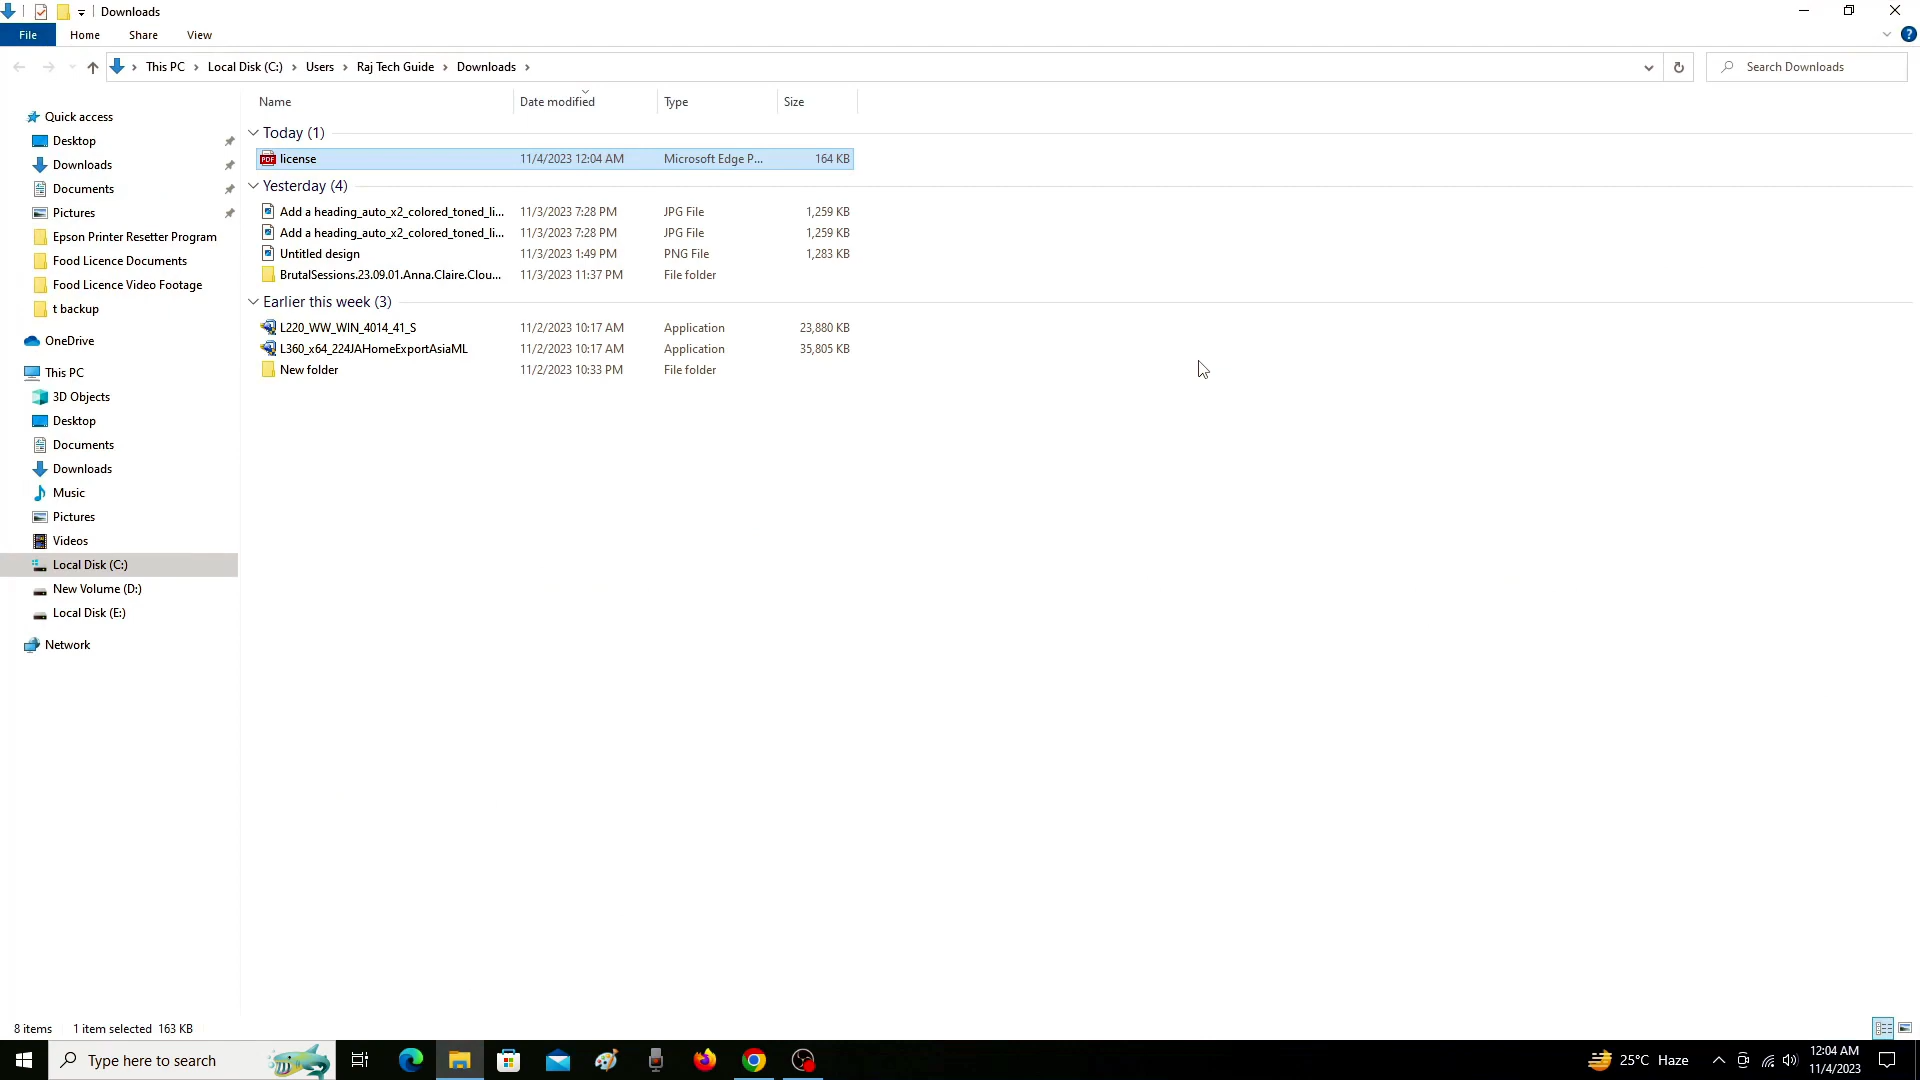 Downloads
File Home Share View
This PC Local Disk (C:) Users Raj Tech Guide Downloads
Search Downloads
Name Date modified Type Size
Quick access
Desktop
Downloads
Documents
Pictures
Epson Printer Resetter Program
Food Licence Documents
Food Licence Video Footage
t backup
OneDrive
This PC
3D Objects
Desktop
Documents
Downloads
Music
Pictures
Videos
Local Disk (C:)
New Volume (D:)
Local Disk (E:)
Network
Today (1)
PDF license 11/4/2023 12:04 AM Microsoft Edge P... 164 KB
Yesterday (4)
Add a heading_auto_x2_colored_toned_li... 11/3/2023 7:28 PM JPG File 1,259 KB
Add a heading_auto_x2_colored_toned_li... 11/3/2023 7:28 PM JPG File 1,259 KB
Untitled design 11/3/2023 1:49 PM PNG File 1,283 KB
BrutalSessions.23.09.01.Anna.Claire.Clou... 11/3/2023 11:37 PM File folder
Earlier this week (3)
L220_WW_WIN_4014_41_S 11/2/2023 10:17 AM Application 23,880 KB
L360_x64_224JAHomeExportAsiaML 11/2/2023 10:17 AM Application 35,805 KB
New folder 11/2/2023 10:33 PM File folder
8 items 1 item selected 163 KB
Type here to search
25°C Haze
12:04 AM
11/4/2023